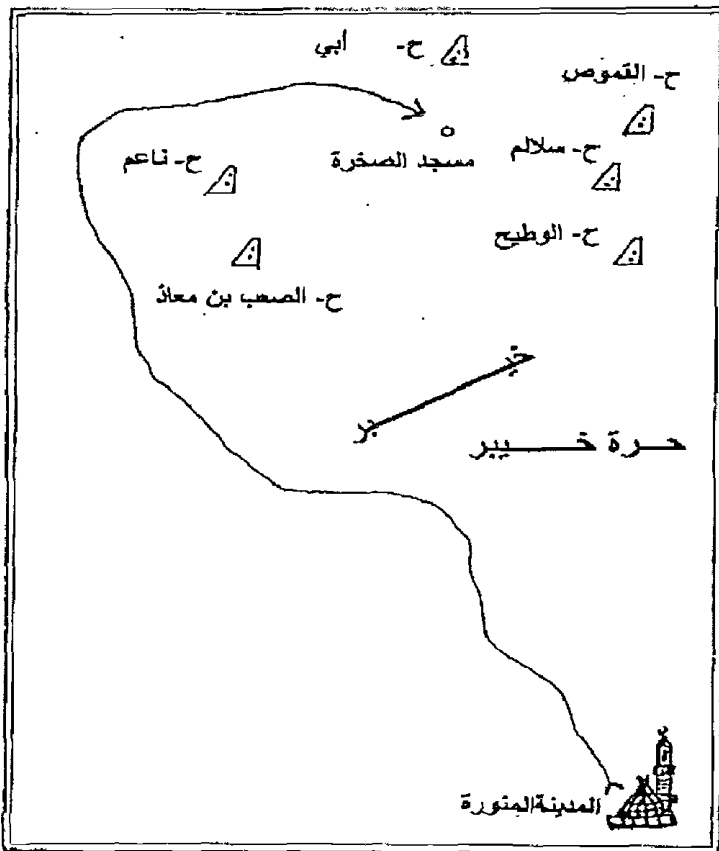 ح- أبي
ح- القموص
ح- سلالم
مسجد الصخرة
ح- ناعم
ح- الوطيح
ح- الصعب بن معاذ
خيبر
حرة خيبر
المدينة المنورة